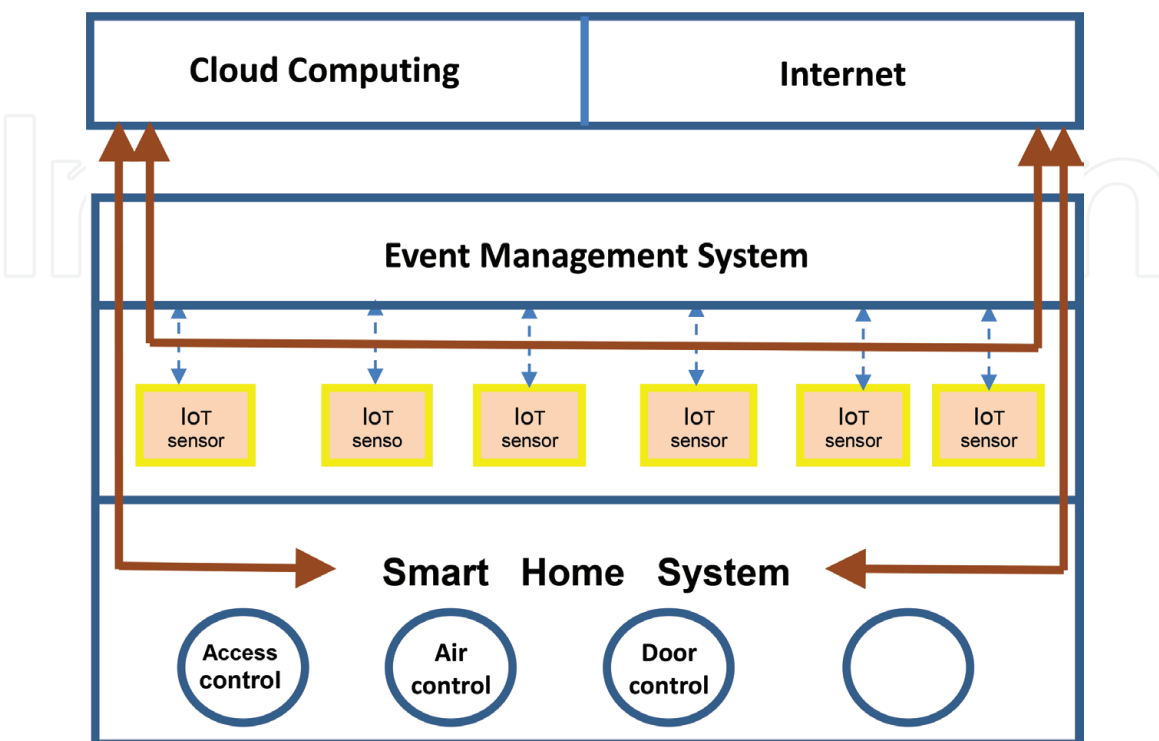 Cloud Computing
Internet
Event Management System
IoT
sensor
IoT
senso
IoT
sensor
IoT
sensor
IoT
sensor
IoT
sensor
Smart Home System
Access
control
Air
control
Door
control